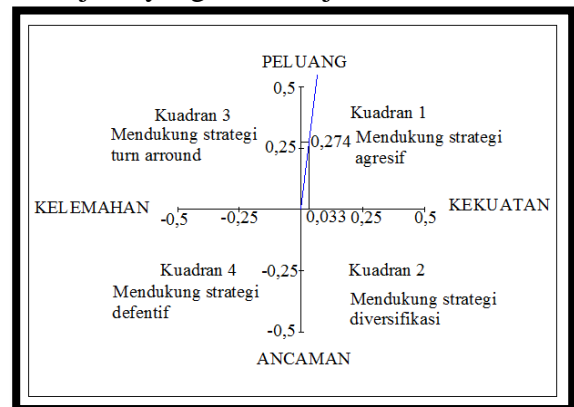 PELUANG
0,5
Kuadran 3
Mendukung strategi
turn arround
Kuadran 1
0,25
0,274
Mendukung strategi
agresif
KELEMAHAN
-0,5
-0,25
0,033
0,25
0,5
KEKUATAN
Kuadran 4
Mendukung strategi
defentif
-0,25
Kuadran 2
Mendukung strategi
diversifikasi
-0,5
ANCAMAN